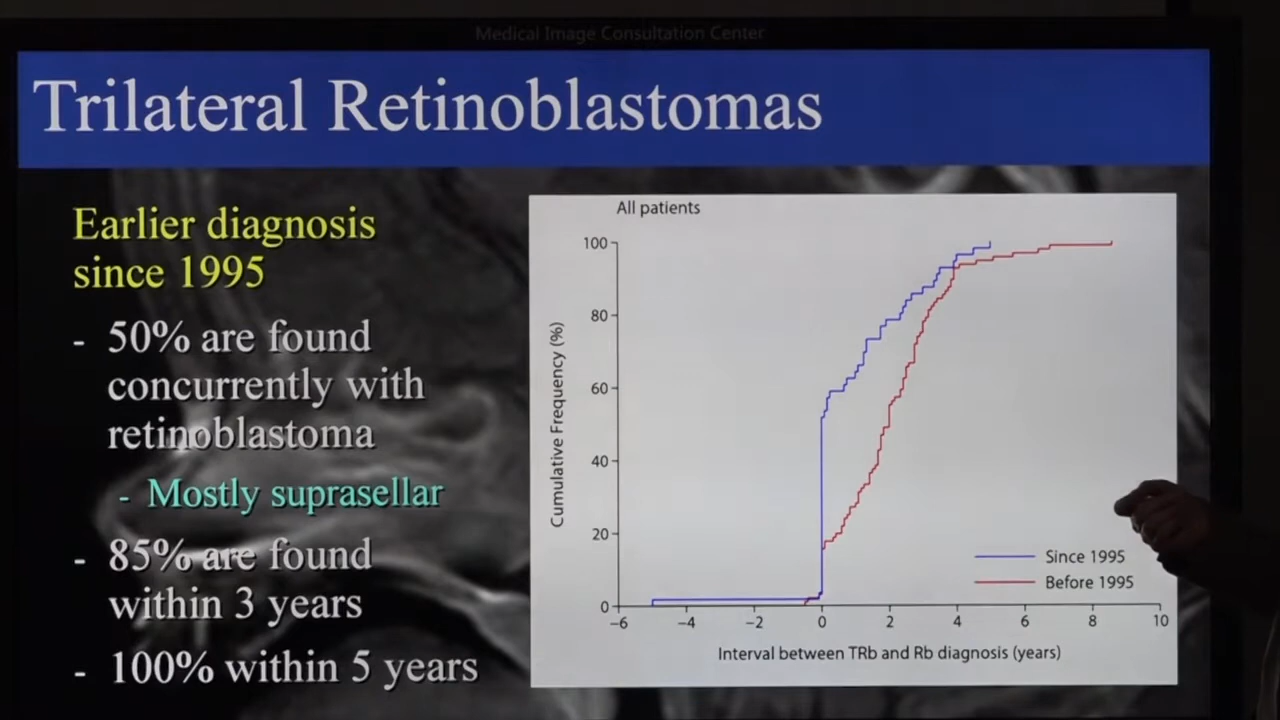 Medical Image Consultation Center
Trilateral Retinoblastomas
Earlier diagnosis
since 1995
- 50% are found
concurrently with
retinoblastoma
- Mostly suprasellar
- 85% are found
within 3 years
- 100% within 5 years
All patients
Cumulative Frequency (%)
100
80
60
40
20
0
−6 −4 −2 0 2 4 6 8 10
Since 1995
Before 1995
Interval between TRb and Rb diagnosis (years)